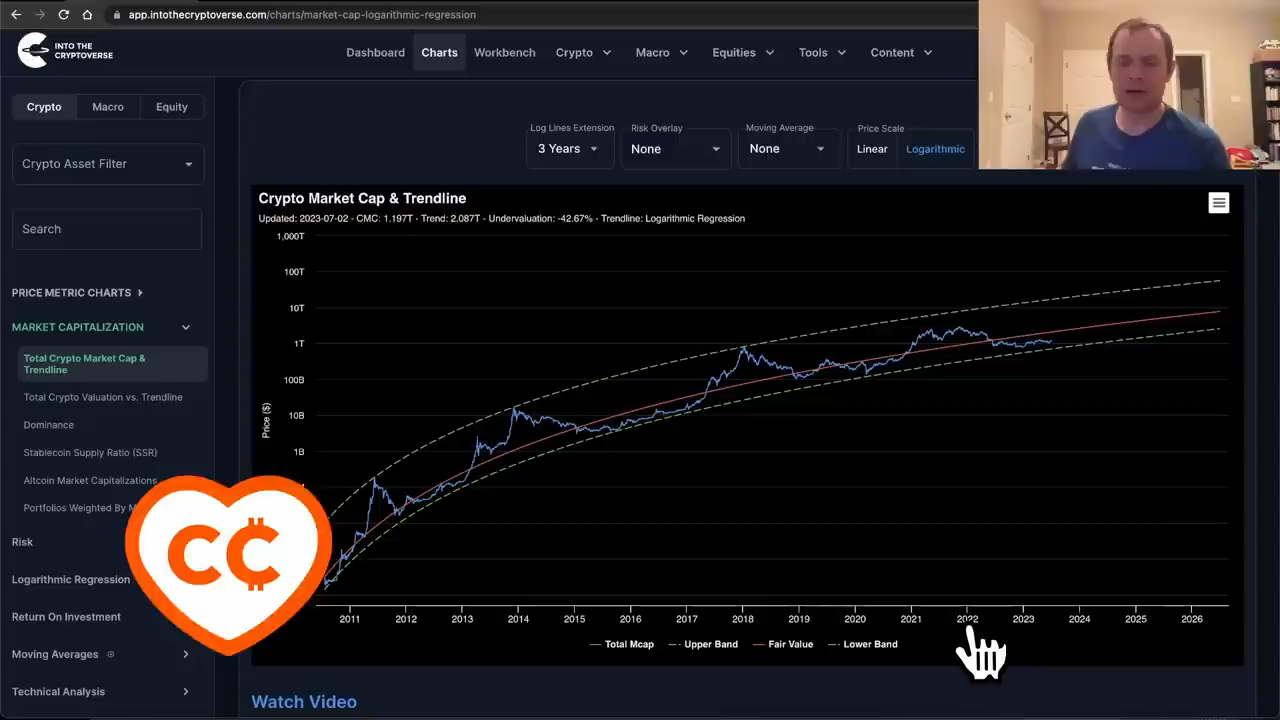 app.intothecryptoverse.com/charts/market-cap-logarithmic-regression
INTO THE
CRYPTOVERSE
Dashboard
Charts
Workbench
Crypto
Macro
Equities
Tools
Content
Crypto
Macro
Equity
Crypto Asset Filter
Search
PRICE METRIC CHARTS
MARKET CAPITALIZATION
Total Crypto Market Cap &
Trendline
Total Crypto Valuation vs. Trendline
Dominance
Stablecoin Supply Ratio (SSR)
Altcoin Market Capitalizations
Portfolios Weighted By
Risk
Logarithmic Regression
Return On Investment
Moving Averages
Technical Analysis
Log Lines Extension
3 Years
Risk Overlay
None
Moving Average
None
Price Scale
Linear
Logarithmic
Crypto Market Cap & Trendline
Updated: 2023-07-02 - CMC: 1.197T - Trend: 2.087T - Undervaluation: -42.67% - Trendline: Logarithmic Regression
1,000T
100T
10T
1T
100B
10B
1B
Price ($)
2011
2012
2013
2014
2015
2016
2017
2018
2019
2020
2021
2022
2023
2024
2025
2026
Total Mcap
Upper Band
Fair Value
Lower Band
Watch Video